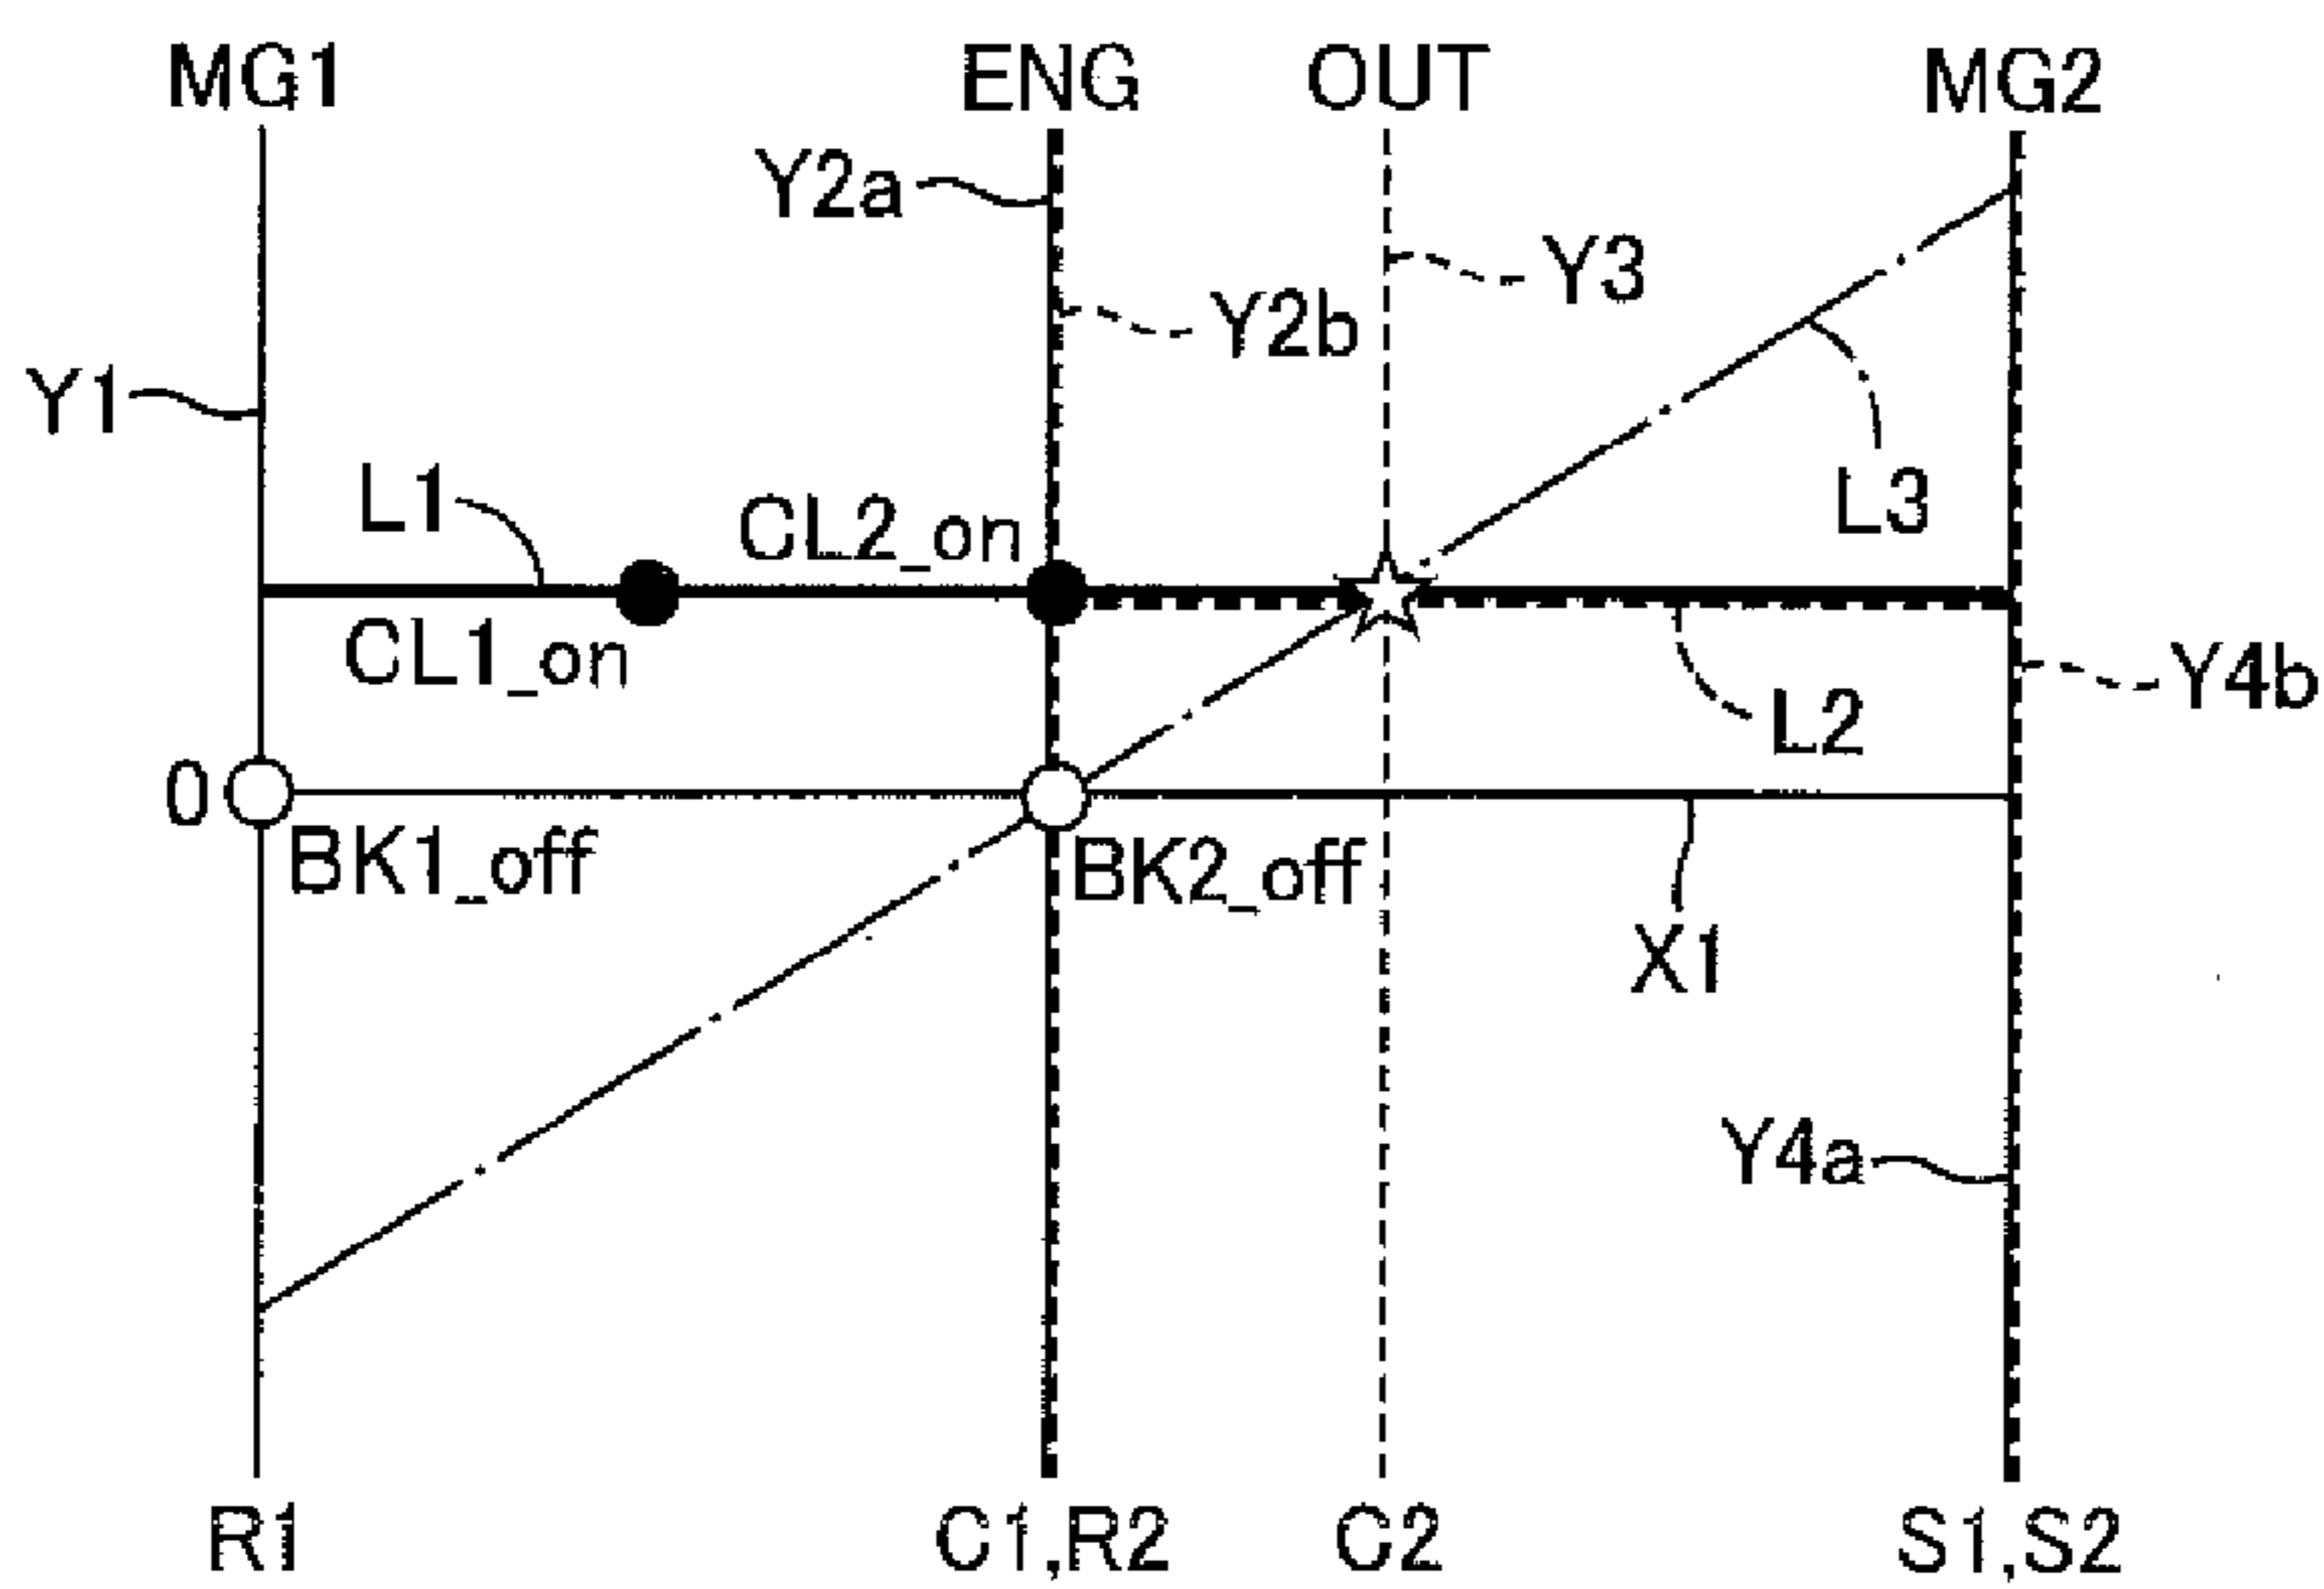 MG1 ENG OUT MG2
Y2a
Y3
Y2b
Y1
L1
CL2_on
L3
CL1_on
Y4b
L2
0
BK1_off
BK2_off
X1
Y4a
R1 C1,R2 C2 S1,S2